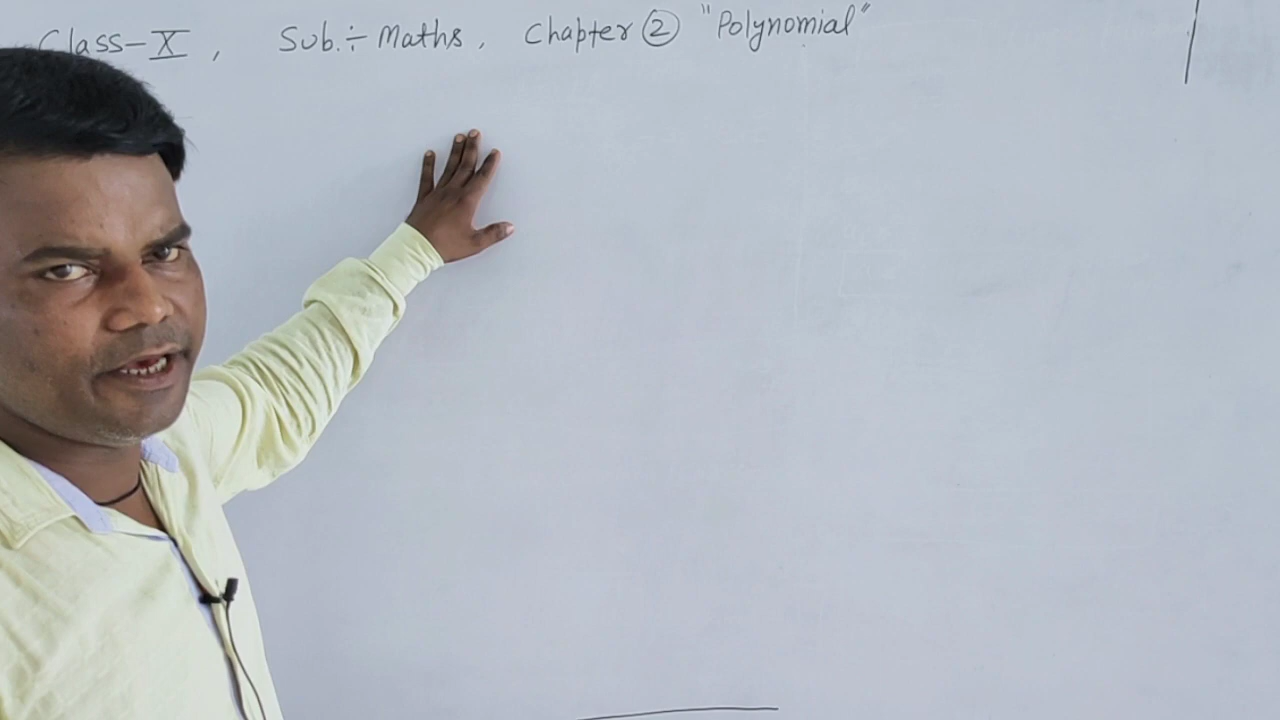 Class-X, Sub.÷ Maths, Chapter ② "Polynomial"